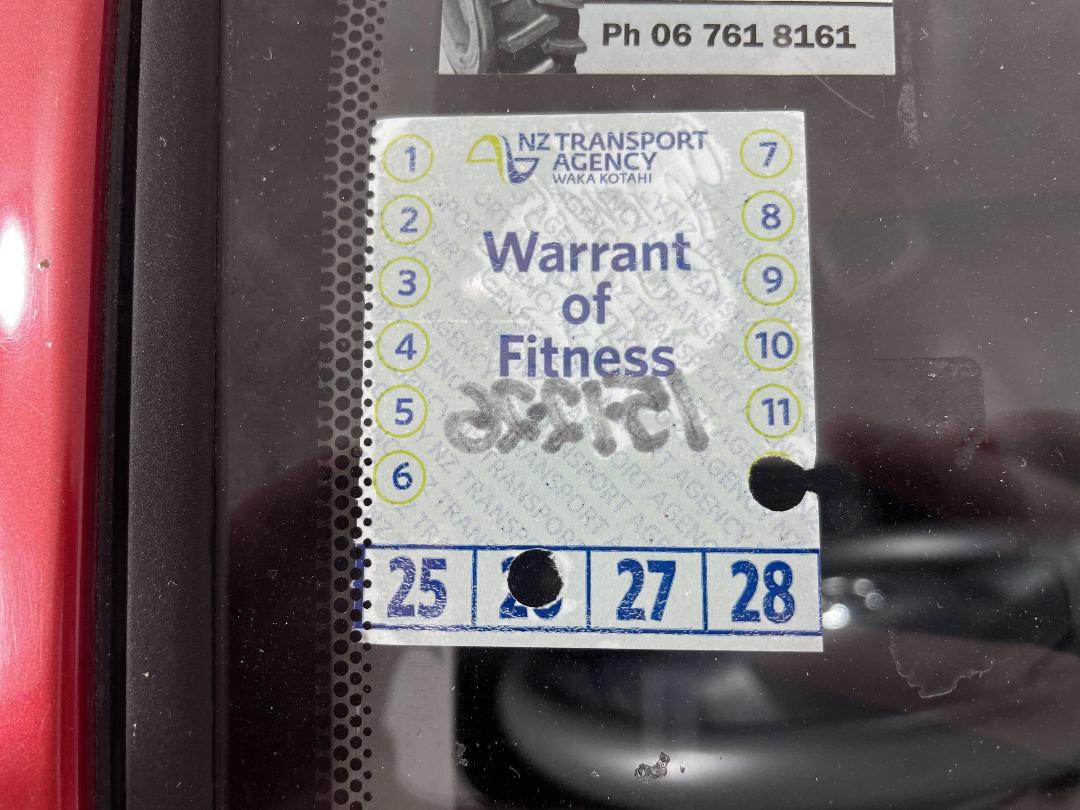 Ph 06 761 8161
NZ TRANSPORT
AGENCY
WAKA KOTAHI
1
2
3
4
5
6
7
8
9
10
11
Warrant
of
Fitness
25 26 27 28